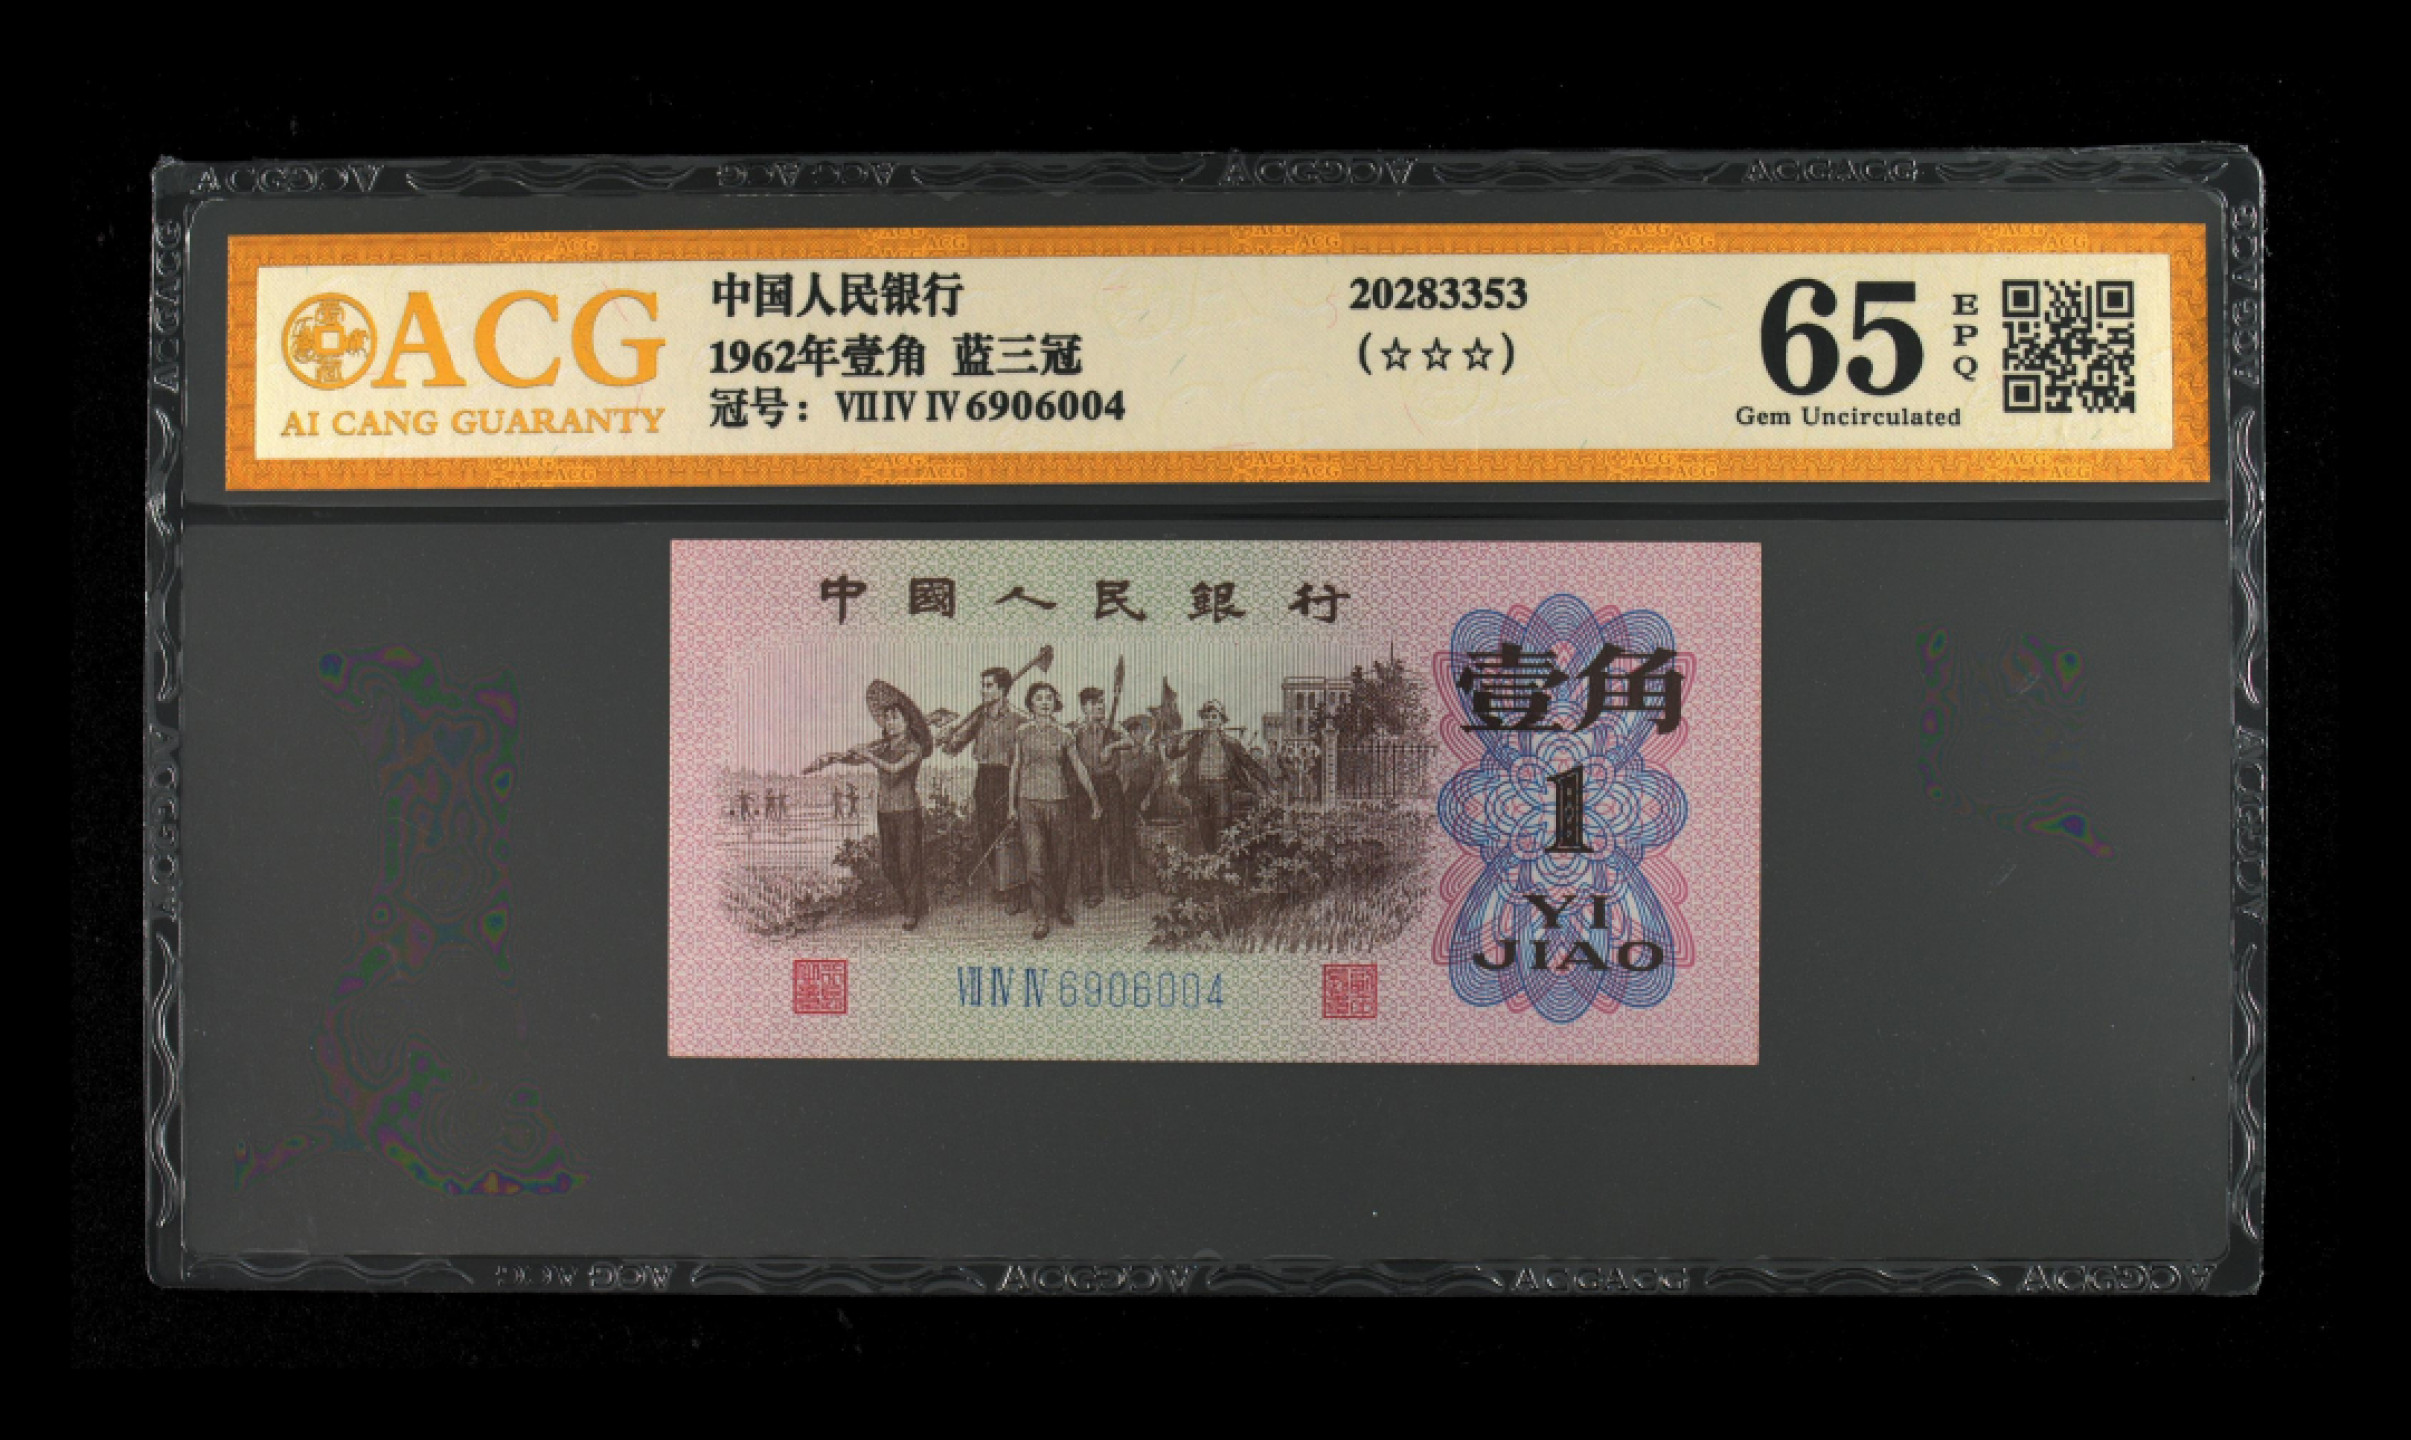 ACG
AI CANG GUARANTY
中国人民银行
1962年壹角 蓝三冠
冠号：ⅦⅣⅣ6906004
20283353
(☆☆☆)
65
EPQ
Gem Uncirculated
中國人民銀行
壹角
1
YI
JIAO
ⅦⅣⅣ6906004